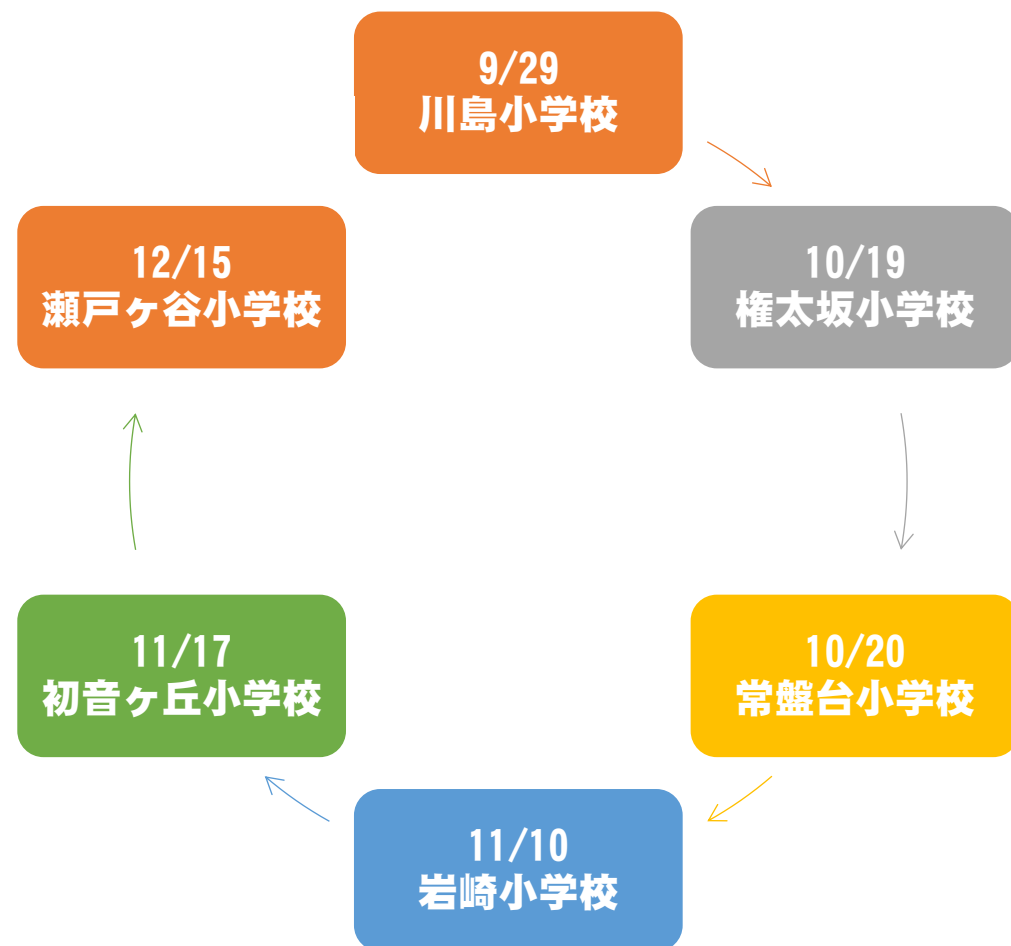 9/29
川島小学校
10/19
権太坂小学校
10/20
常盤台小学校
11/10
岩崎小学校
11/17
初音ヶ丘小学校
12/15
瀬戸ヶ谷小学校